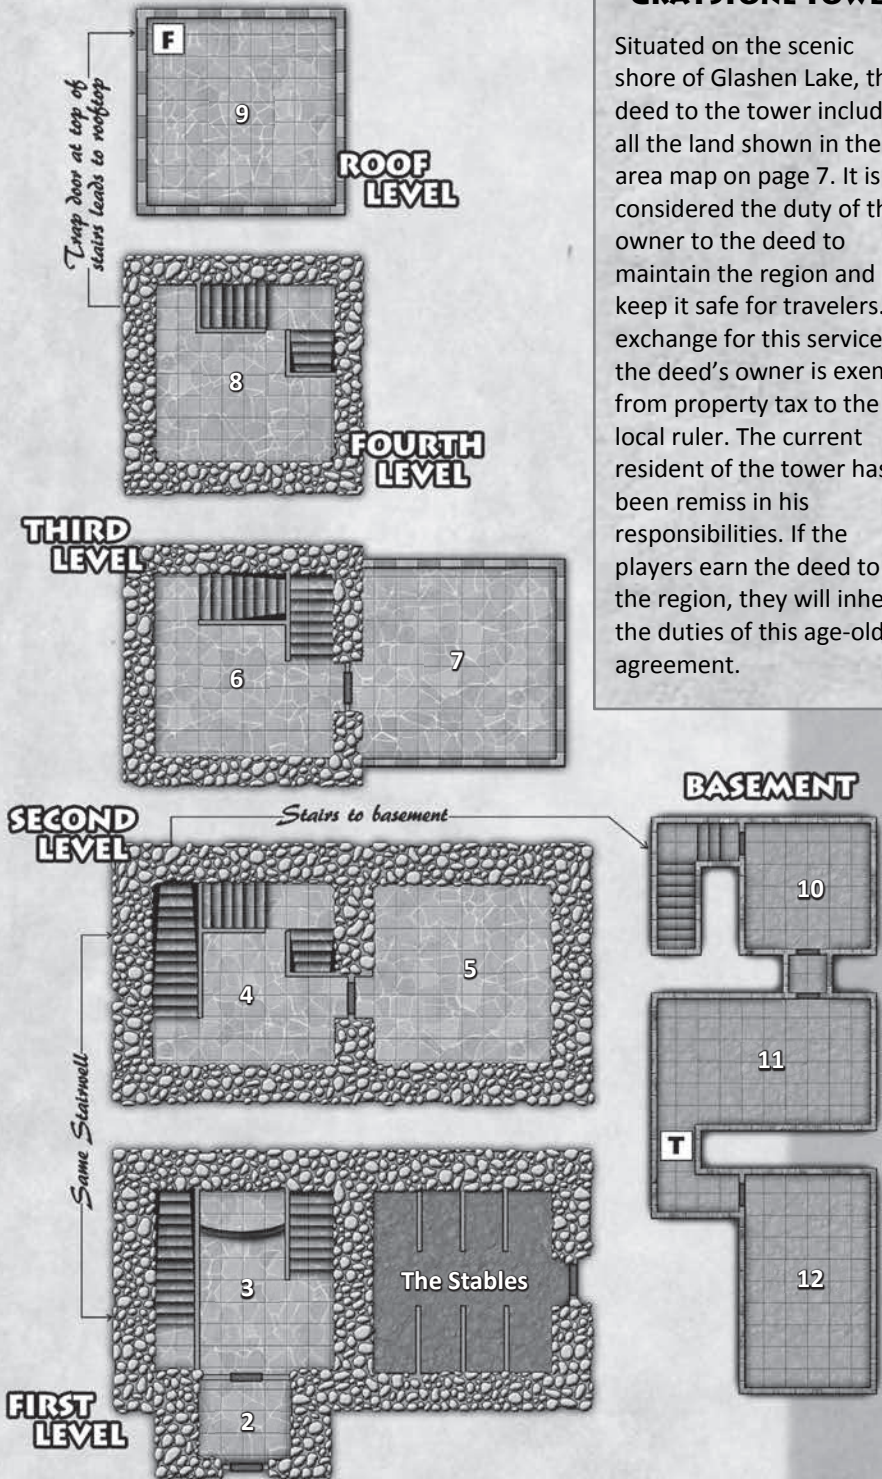 GRAYSTONE TOWE
Situated on the scenic
shore of Glashen Lake, th
deed to the tower includ
all the land shown in the
area map on page 7. It is
considered the duty of th
owner to the deed to
maintain the region and
keep it safe for travelers.
exchange for this service
the deed's owner is exem
from property tax to the
local ruler. The current
resident of the tower has
been remiss in his
responsibilities. If the
players earn the deed to
the region, they will inhe
the duties of this age-old
agreement.
Trap door at top of
stairs leads to rooftop
F
9
ROOF
LEVEL
8
FOURTH
LEVEL
THIRD
LEVEL
6
7
SECOND
LEVEL
Stairs to basement
4
5
Same Stairwell
3
The Stables
2
FIRST
LEVEL
BASEMENT
10
11
T
12